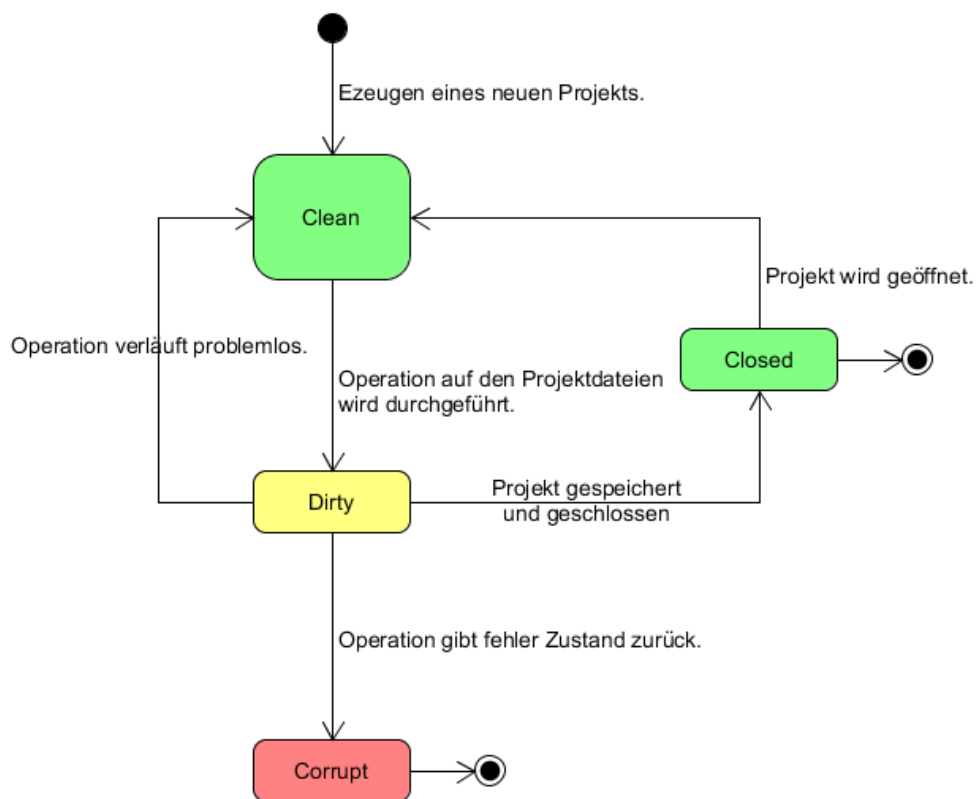 Ezeugen eines neuen Projekts.
Clean
Projekt wird geöffnet.
Operation verläuft problemlos.
Closed
Operation auf den Projektdateien
wird durchgeführt.
Dirty
Projekt gespeichert
und geschlossen
Operation gibt fehler Zustand zurück.
Corrupt